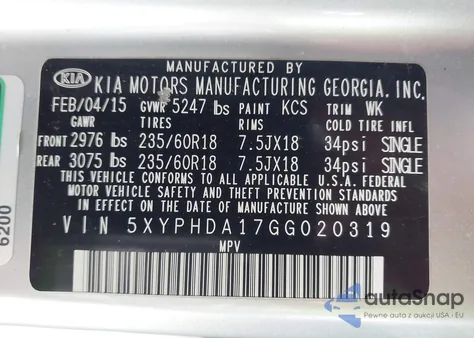 MANUFACTURED BY
KIA KIA MOTORS MANUFACTURING GEORGIA. INC.
FEB/04/15 GVWR 5247 lbs PAINT KCS TRIM WK
GAWR TIRES RIMS COLD TIRE INFL
FRONT 2976 lbs 235/60R18 7.5JX18 34psi SINGLE
REAR 3075 lbs 235/60R18 7.5JX18 34psi SINGLE
THIS VEHICLE CONFORMS TO ALL APPLICABLE U.S.A. FEDERAL
MOTOR VEHICLE SAFETY AND THEFT PREVENTION STANDARDS
IN EFFECT ON THE DATE OF MANUFACTURE SHOWN ABOVE.
VIN 5XYPHDA17GG020319
MPV
6200
autoSnap
Pewne auta z aukcji USA i EU